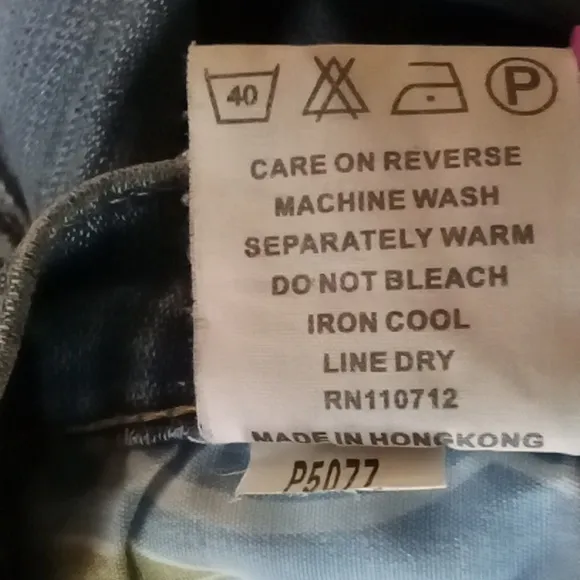 40 P
CARE ON REVERSE
MACHINE WASH
SEPARATELY WARM
DO NOT BLEACH
IRON COOL
LINE DRY
RN110712
MADE IN HONGKONG
P5077